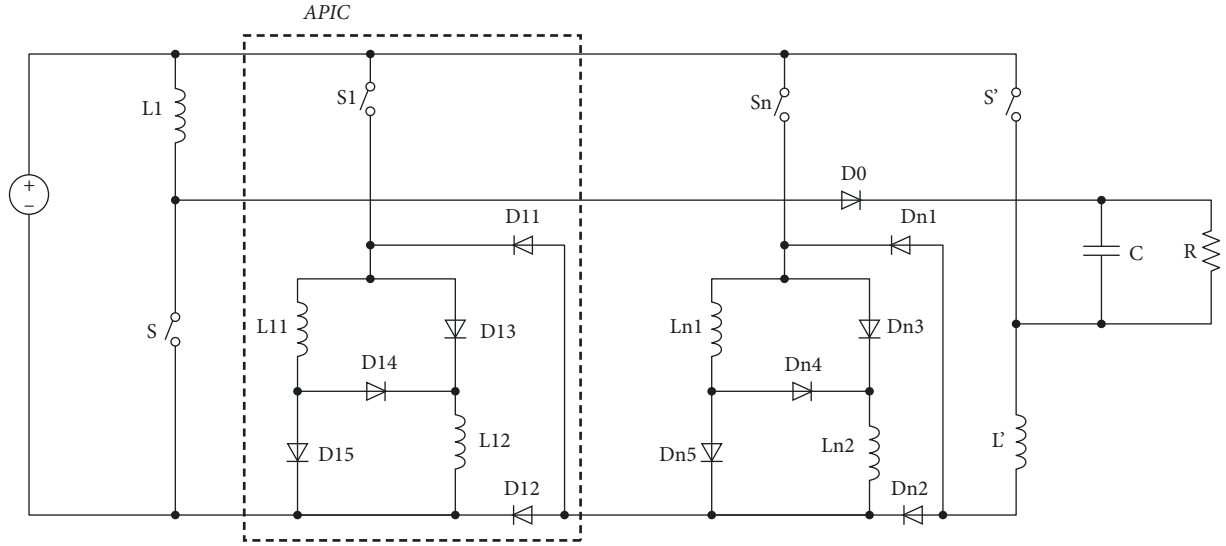 APIC
L1
S1
Sn
S’
+
−
D0
D11
Dn1
C
R
S
L11
D13
Ln1
Dn3
D14
Dn4
D15
L12
Dn5
Ln2
L’
D12
Dn2